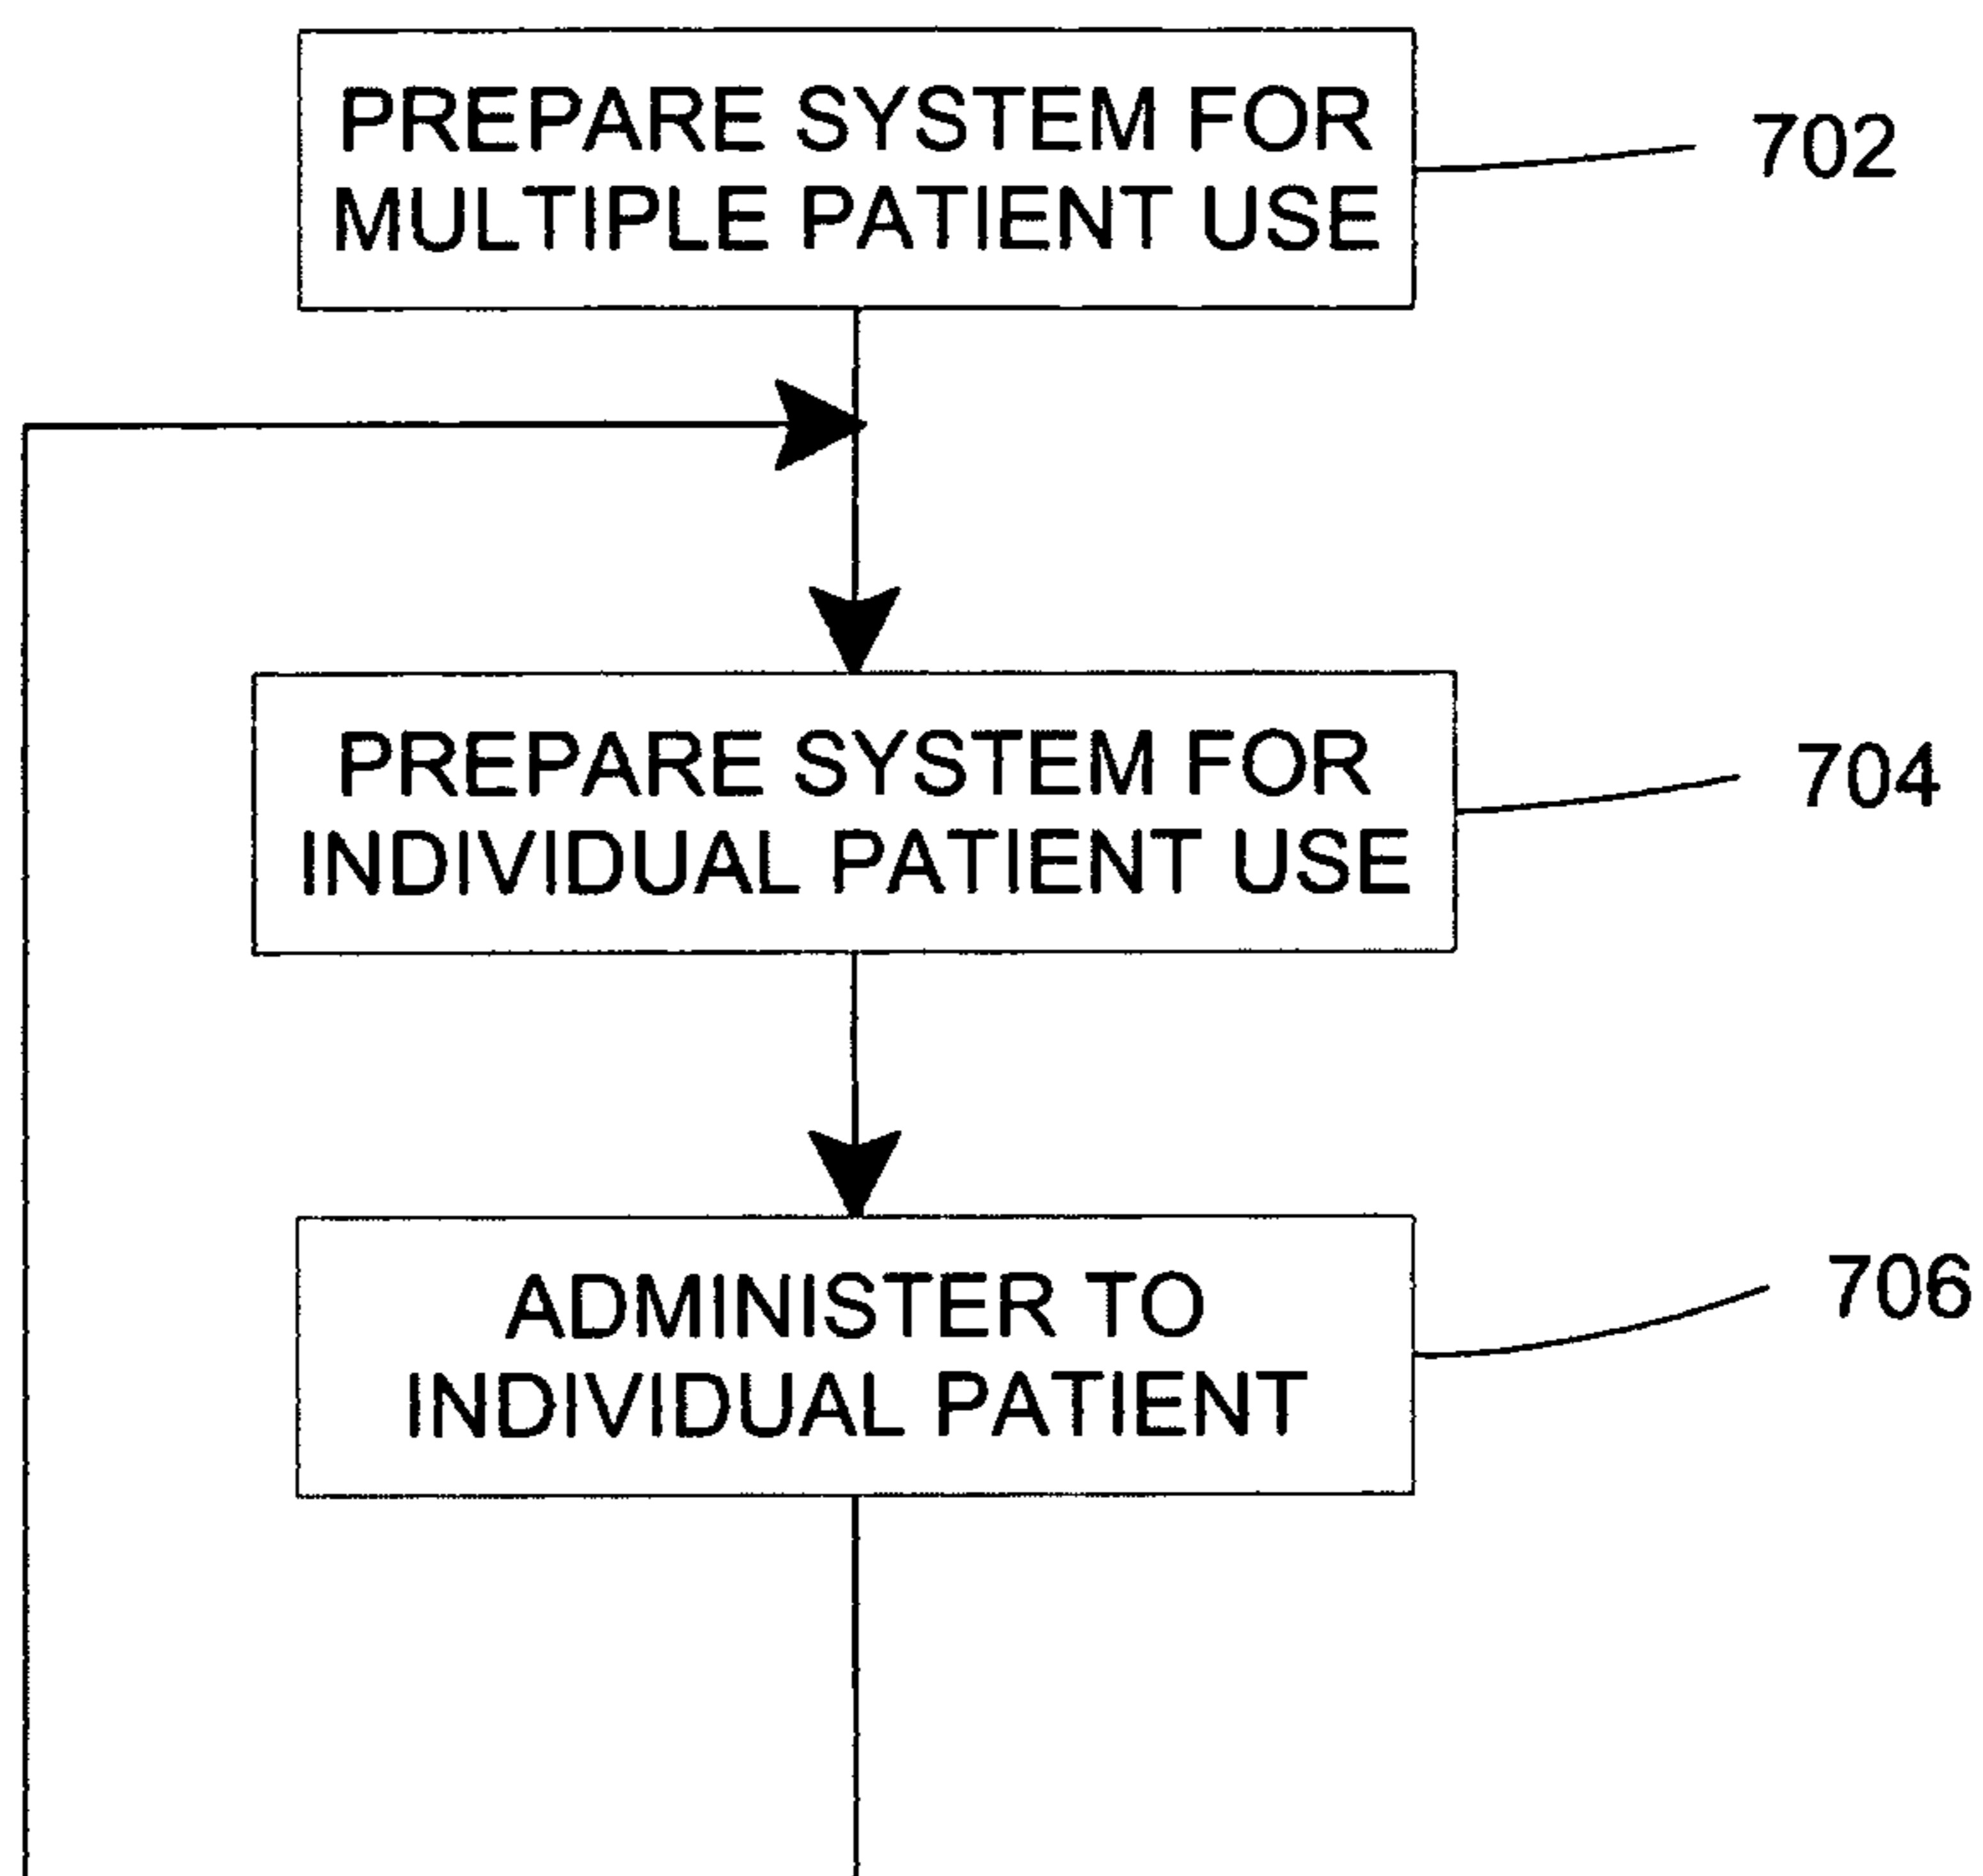 PREPARE SYSTEM FOR
MULTIPLE PATIENT USE
702
PREPARE SYSTEM FOR
INDIVIDUAL PATIENT USE
704
ADMINISTER TO
INDIVIDUAL PATIENT
706